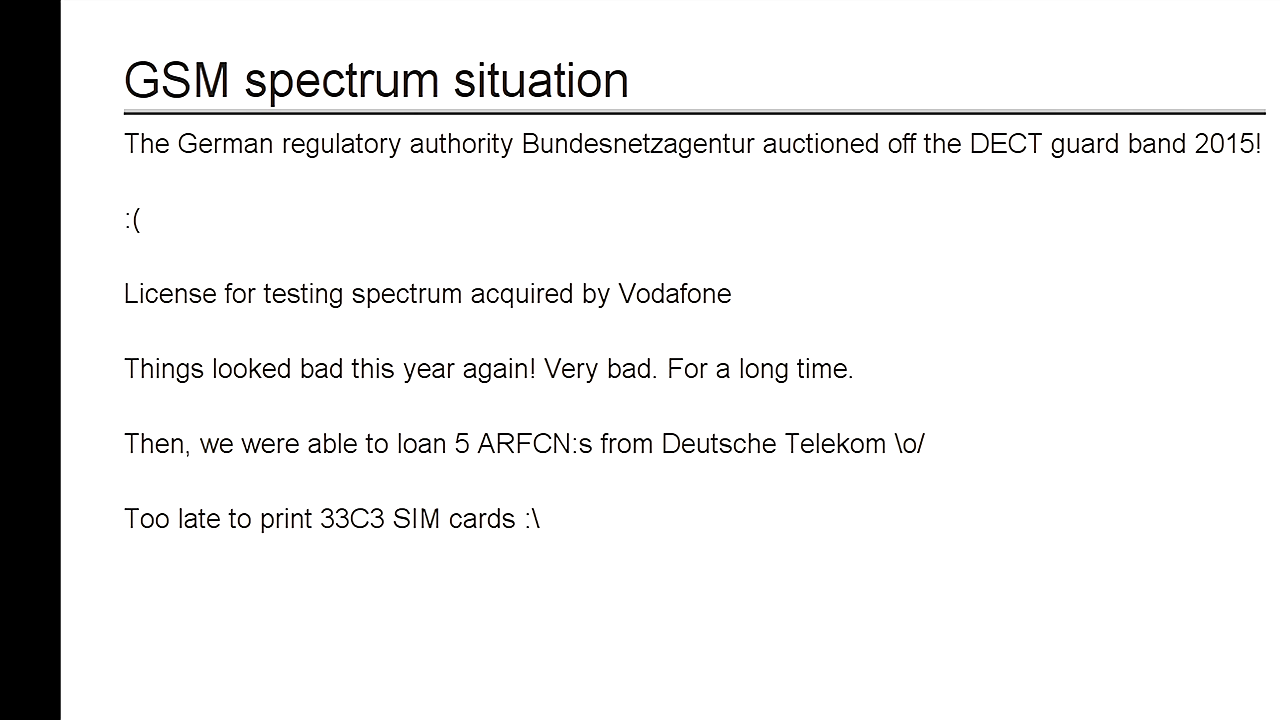 GSM spectrum situation
The German regulatory authority Bundesnetzagentur auctioned off the DECT guard band 2015!
:(
License for testing spectrum acquired by Vodafone
Things looked bad this year again! Very bad. For a long time.
Then, we were able to loan 5 ARFCN:s from Deutsche Telekom \o/
Too late to print 33C3 SIM cards :\